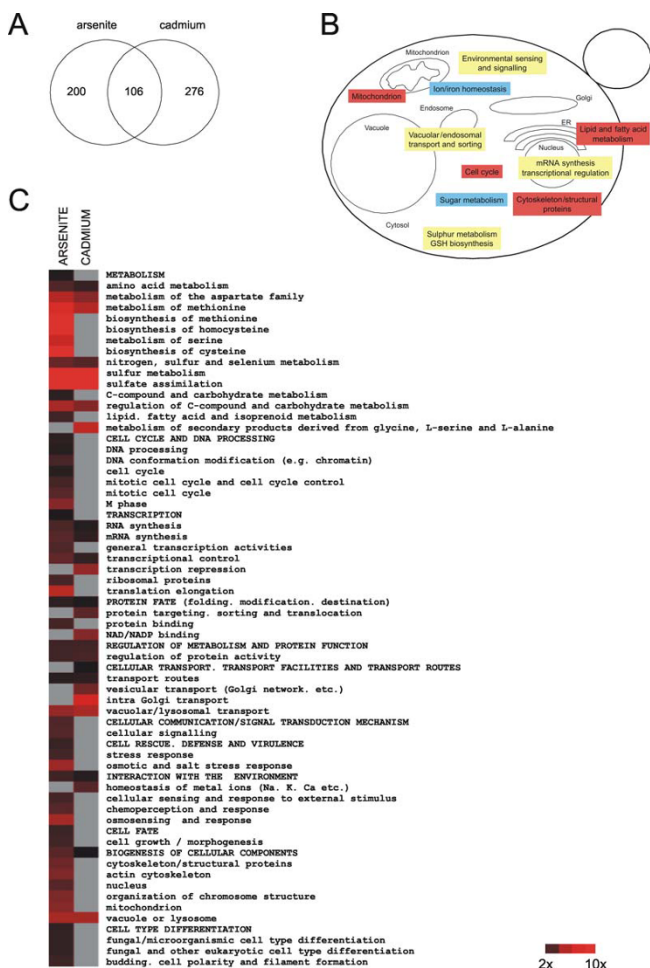 A
arsenite cadmium
200 106 276
B
Mitochondrion
Environmental sensing
and signalling
Ion/iron homeostasis
Mitochondrion
Golgi
Endosome
ER
Lipid and fatty acid
metabolism
Vacuole
Vacuolar/endosomal
transport and sorting
Nucleus
mRNA synthesis
transcriptional regulation
Cell cycle
Sugar metabolism
Cytoskeleton/structural
proteins
Cytosol
Sulphur metabolism
GSH biosynthesis
C
ARSENITE
CADMIUM
METABOLISM
amino acid metabolism
metabolism of the aspartate family
metabolism of methionine
biosynthesis of methionine
biosynthesis of homocysteine
metabolism of serine
biosynthesis of cysteine
nitrogen, sulfur and selenium metabolism
sulfur metabolism
sulfate assimilation
C-compound and carbohydrate metabolism
regulation of C-compound and carbohydrate metabolism
lipid. fatty acid and isoprenoid metabolism
metabolism of secondary products derived from glycine, L-serine and L-alanine
CELL CYCLE AND DNA PROCESSING
DNA processing
DNA conformation modification (e.g. chromatin)
cell cycle
mitotic cell cycle and cell cycle control
mitotic cell cycle
M phase
TRANSCRIPTION
RNA synthesis
mRNA synthesis
general transcription activities
transcriptional control
transcription repression
ribosomal proteins
translation elongation
PROTEIN FATE (folding. modification. destination)
protein targeting. sorting and translocation
protein binding
NAD/NADP binding
REGULATION OF METABOLISM AND PROTEIN FUNCTION
regulation of protein activity
CELLULAR TRANSPORT. TRANSPORT FACILITIES AND TRANSPORT ROUTES
transport routes
vesicular transport (Golgi network. etc.)
intra Golgi transport
vacuolar/lysosomal transport
CELLULAR COMMUNICATION/SIGNAL TRANSDUCTION MECHANISM
cellular signalling
CELL RESCUE. DEFENSE AND VIRULENCE
stress response
osmotic and salt stress response
INTERACTION WITH THE ENVIRONMENT
homeostasis of metal ions (Na. K. Ca etc.)
cellular sensing and response to external stimulus
chemoperception and response
osmosensing and response
CELL FATE
cell growth / morphogenesis
BIOGENESIS OF CELLULAR COMPONENTS
cytoskeleton/structural proteins
actin cytoskeleton
nucleus
organization of chromosome structure
mitochondrion
vacuole or lysosome
CELL TYPE DIFFERENTIATION
fungal/microorganismic cell type differentiation
fungal and other eukaryotic cell type differentiation
budding. cell polarity and filament formation
2x 10x